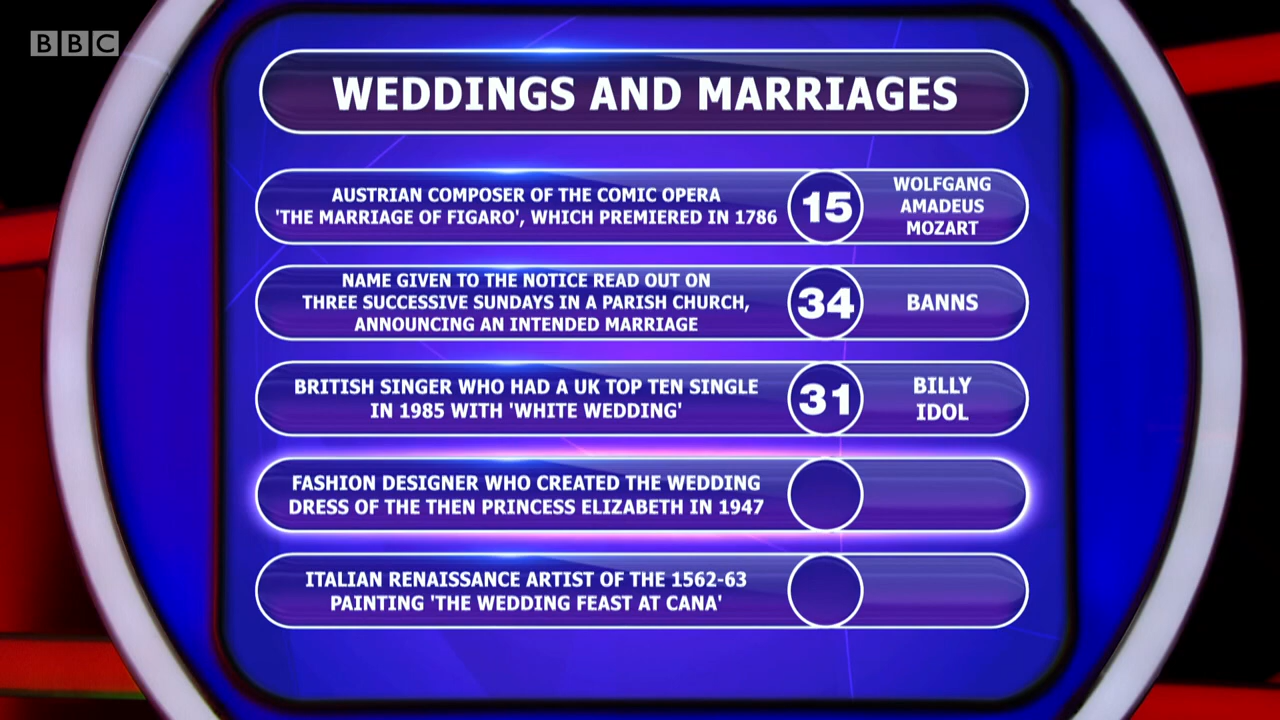 BBC
WEDDINGS AND MARRIAGES
AUSTRIAN COMPOSER OF THE COMIC OPERA
'THE MARRIAGE OF FIGARO', WHICH PREMIERED IN 1786
15
WOLFGANG
AMADEUS
MOZART
NAME GIVEN TO THE NOTICE READ OUT ON
THREE SUCCESSIVE SUNDAYS IN A PARISH CHURCH,
ANNOUNCING AN INTENDED MARRIAGE
34
BANNS
BRITISH SINGER WHO HAD A UK TOP TEN SINGLE
IN 1985 WITH 'WHITE WEDDING'
31
BILLY
IDOL
FASHION DESIGNER WHO CREATED THE WEDDING
DRESS OF THE THEN PRINCESS ELIZABETH IN 1947
ITALIAN RENAISSANCE ARTIST OF THE 1562-63
PAINTING 'THE WEDDING FEAST AT CANA'